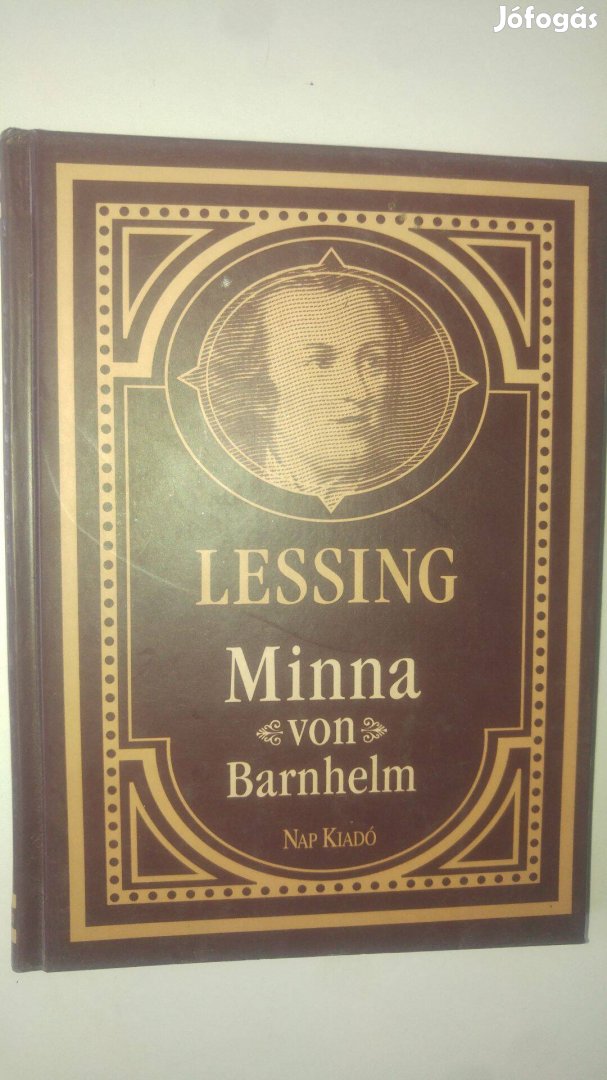 Jófogás
LESSING
Minna
von
Barnhelm
NAP KIADÓ